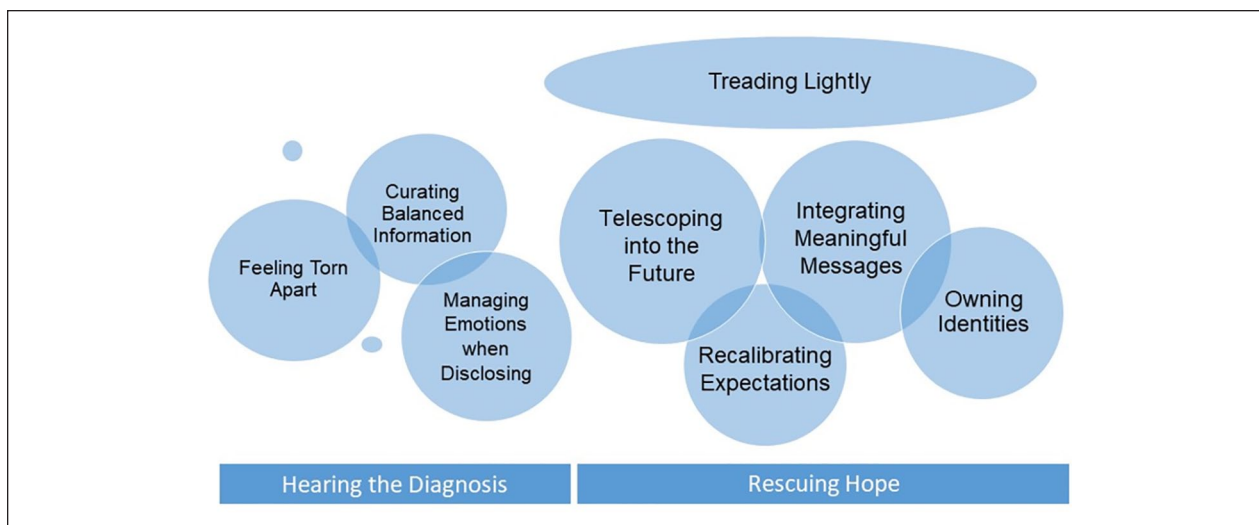 Treading Lightly
Curating
Balanced
Information
Feeling Torn
Apart
Managing
Emotions
when
Disclosing
Telescoping
into the
Future
Integrating
Meaningful
Messages
Owning
Identities
Recalibrating
Expectations
Hearing the Diagnosis
Rescuing Hope